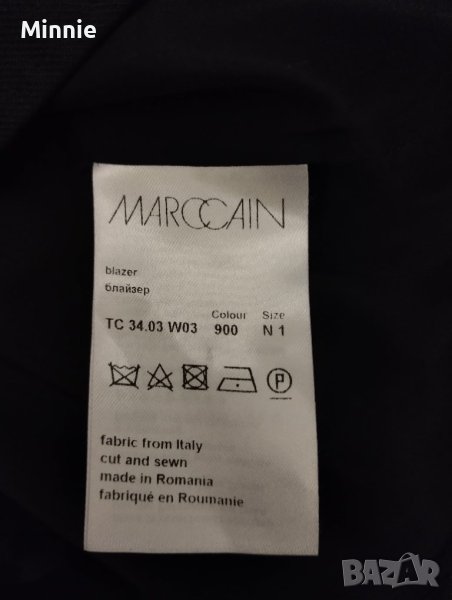 Minnie
MARCCAIN
blazer
блайзер
Colour Size
TC 34.03 W03 900 N 1
P
fabric from Italy
cut and sewn
made in Romania
fabriqué en Roumanie
BAZAR